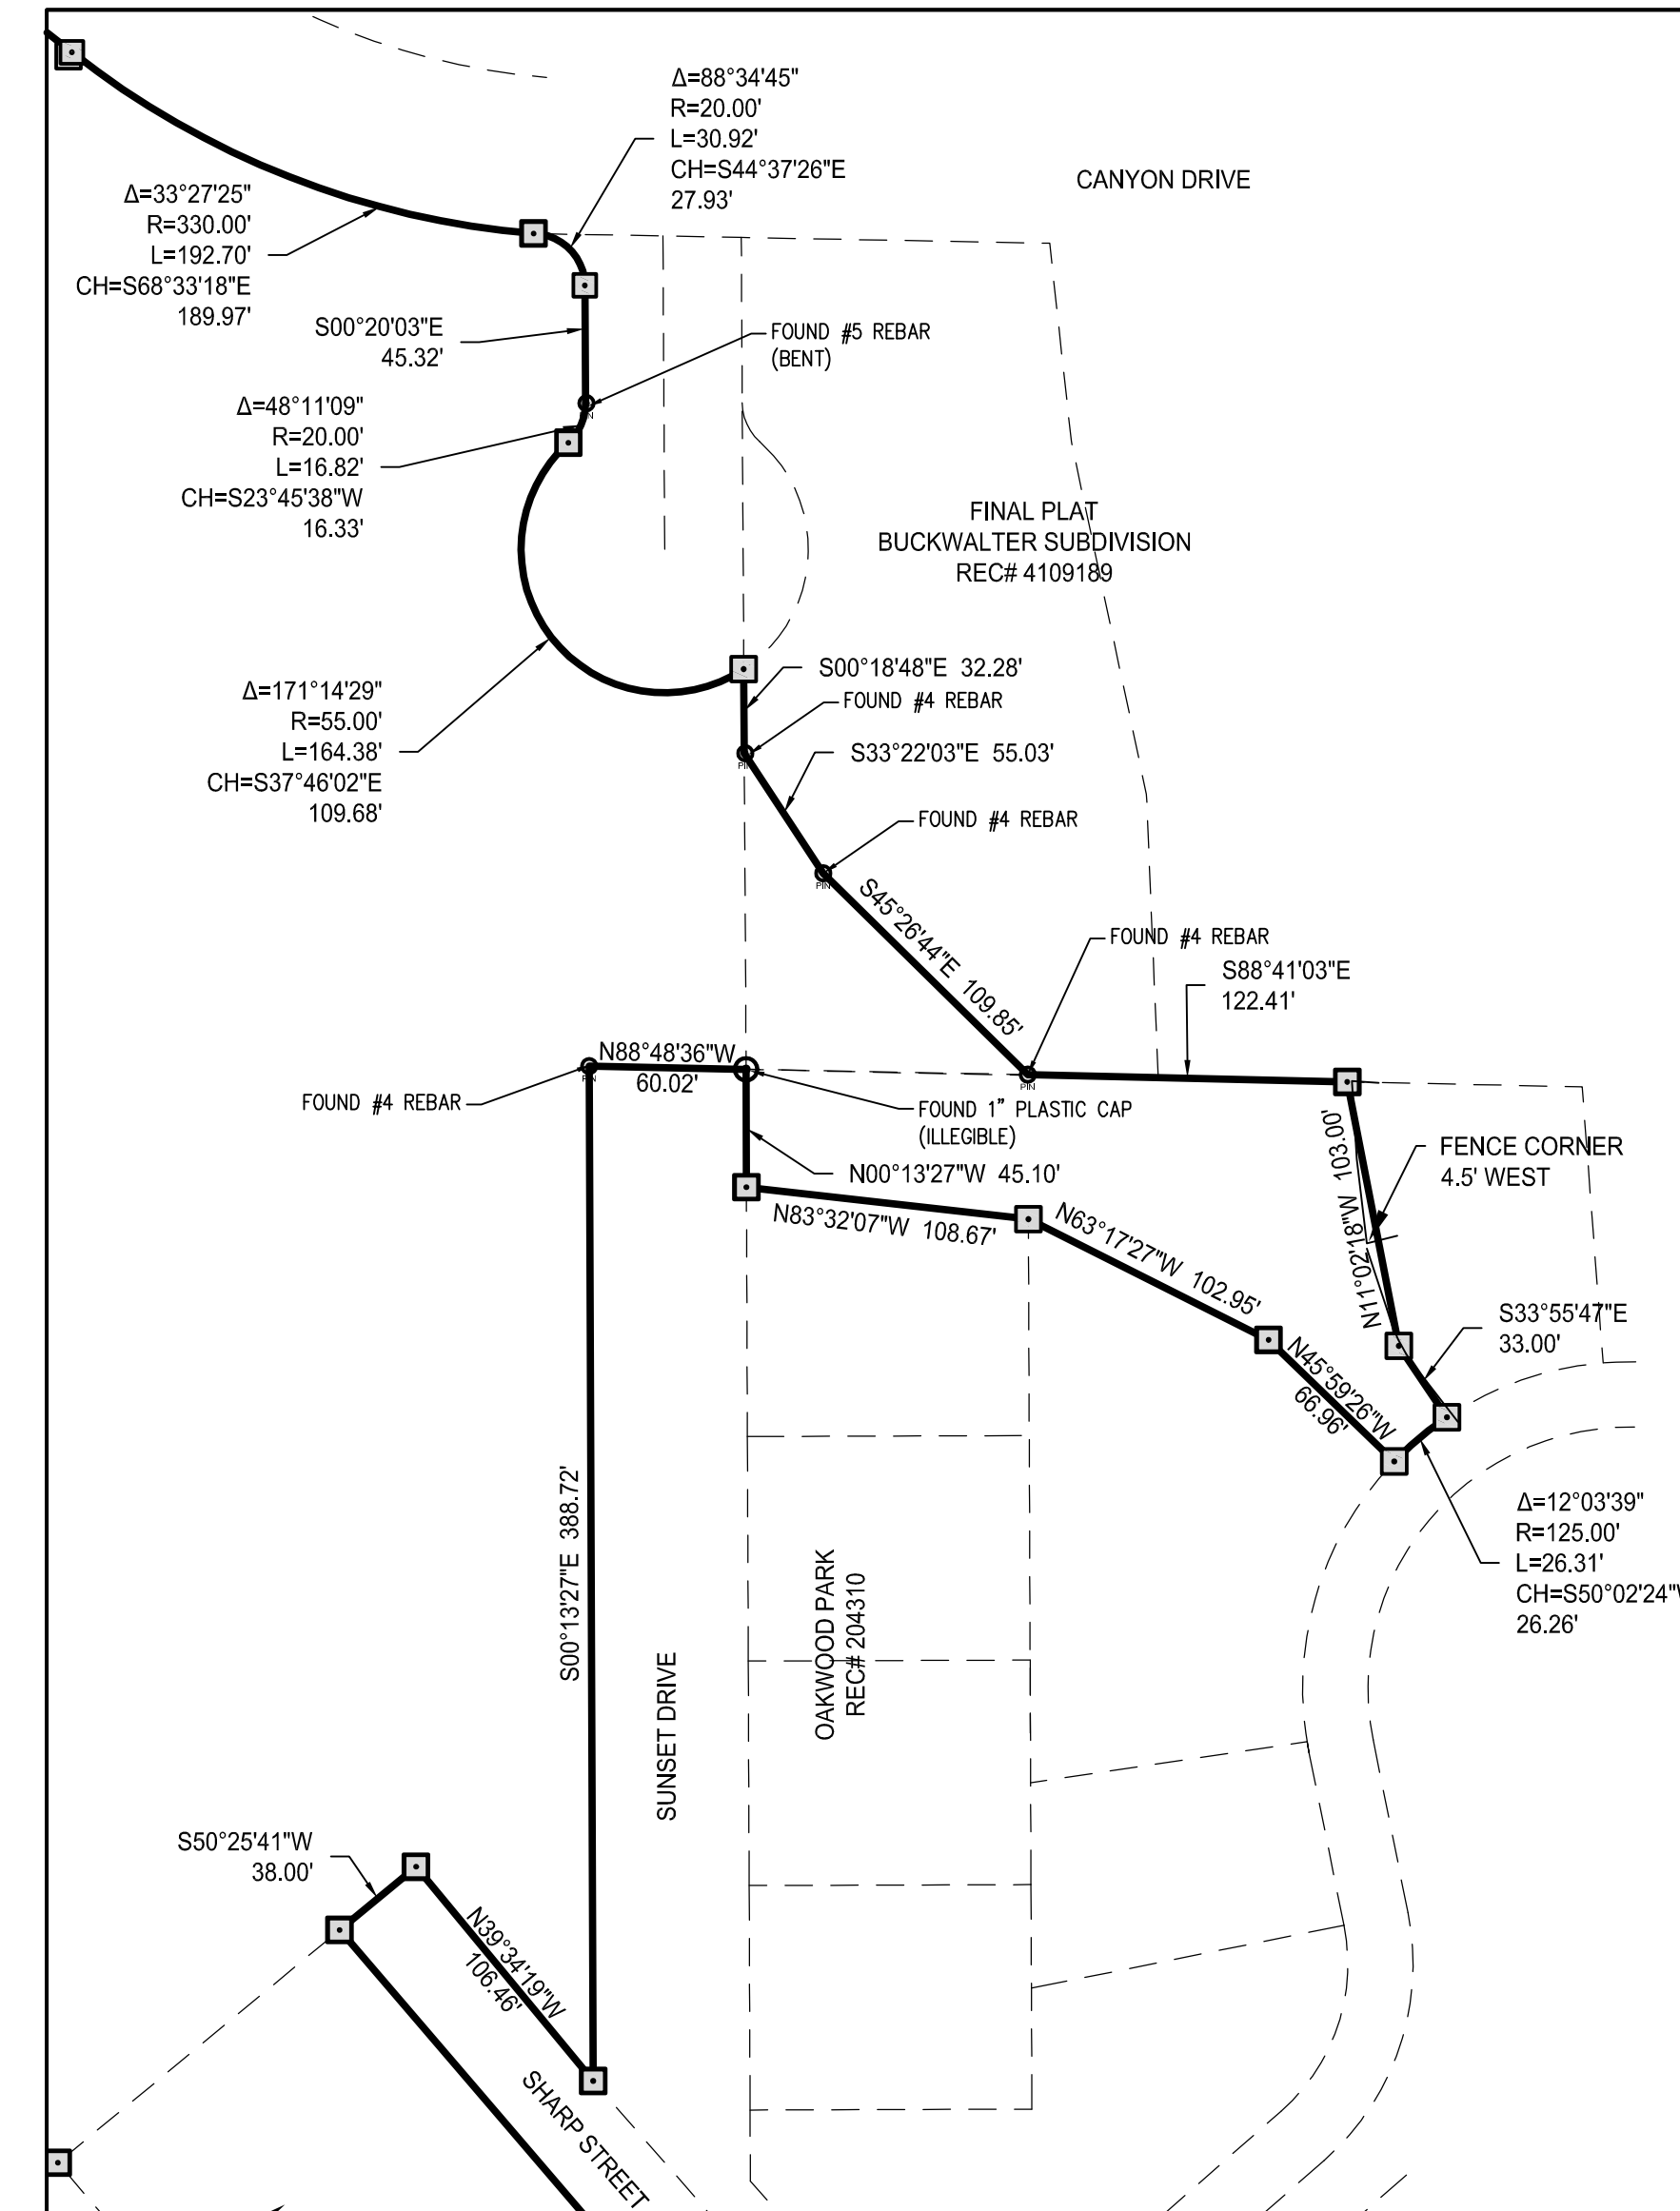 Δ=88°34'45"
R=20.00'
L=30.92'
CH=S44°37'26"E
27.93'
CANYON DRIVE
Δ=33°27'25"
R=330.00'
L=192.70'
CH=S68°33'18"E
189.97'
S00°20'03"E
45.32'
FOUND #5 REBAR
(BENT)
Δ=48°11'09"
R=20.00'
L=16.82'
CH=S23°45'38"W
16.33'
FINAL PLAT
BUCKWALTER SUBDIVISION
REC# 4109189
Δ=171°14'29"
R=55.00'
L=164.38'
CH=S37°46'02"E
109.68'
S00°18'48"E 32.28'
FOUND #4 REBAR
PIN
S33°22'03"E 55.03'
FOUND #4 REBAR
PIN
S45°26'44"E 109.85'
FOUND #4 REBAR
PIN
S88°41'03"E
122.41'
N88°48'36"W
60.02'
FOUND #4 REBAR
FOUND 1" PLASTIC CAP
(ILLEGIBLE)
N00°13'27"W 45.10'
N83°32'07"W 108.67'
N63°17'27"W 102.95'
N11°02'18"W 103.00'
FENCE CORNER
4.5' WEST
S33°55'47"E
33.00'
N45°59'26"W
66.96'
Δ=12°03'39"
R=125.00'
L=26.31'
CH=S50°02'24"
26.26'
S00°13'27"E 388.72'
SUNSET DRIVE
OAKWOOD PARK
REC# 204310
S50°25'41"W
38.00'
N39°34'19"W
106.46'
SHARP STREET